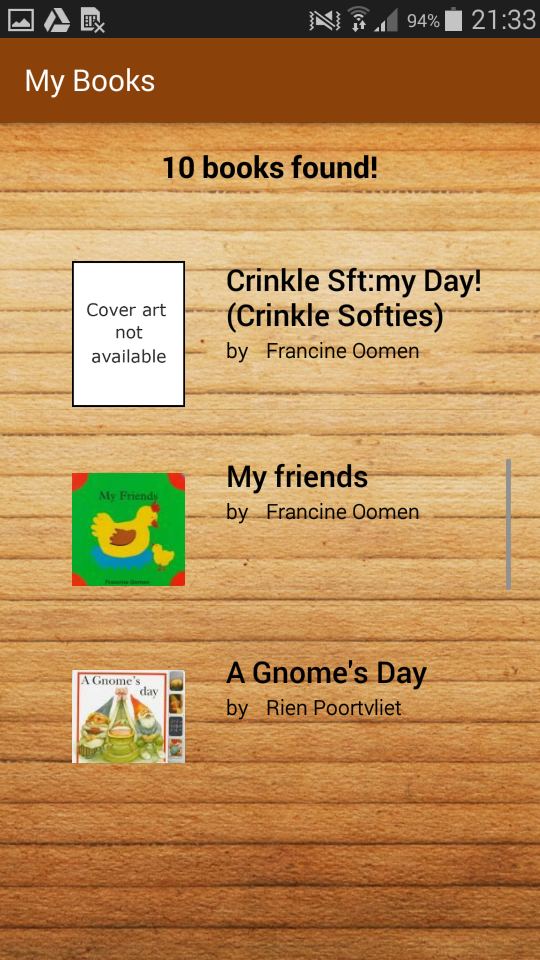 94% 21:33
My Books
10 books found!
Cover art
not
available
Crinkle Sft:my Day!
(Crinkle Softies)
by Francine Oomen
My Friends
Francine Oomen
My friends
by Francine Oomen
A Gnome's
day
A Gnome's Day
by Rien Poortvliet